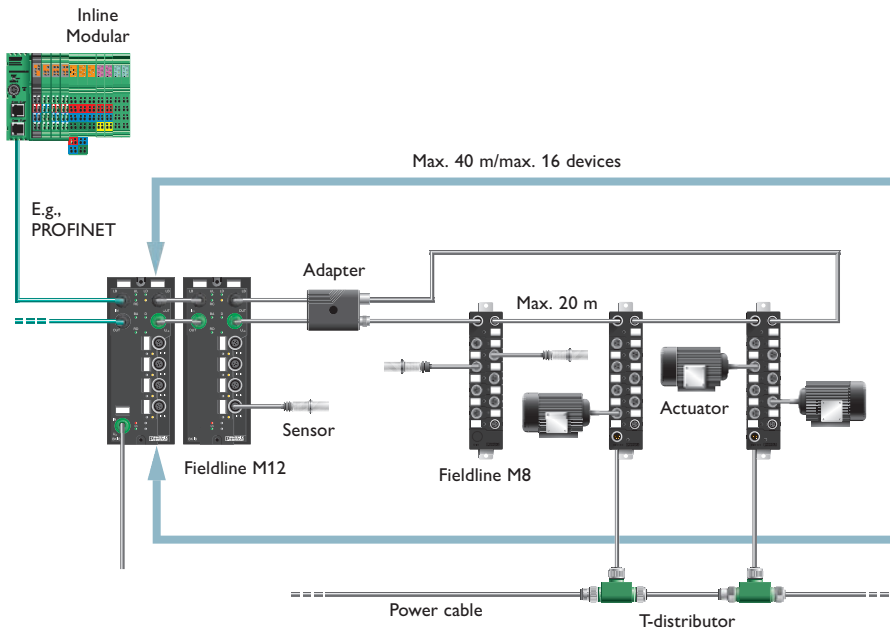 Inline
Modular
Max. 40 m/max. 16 devices
E.g.,
PROFINET
Adapter
Max. 20 m
Actuator
Sensor
Fieldline M12
Fieldline M8
Power cable
T-distributor